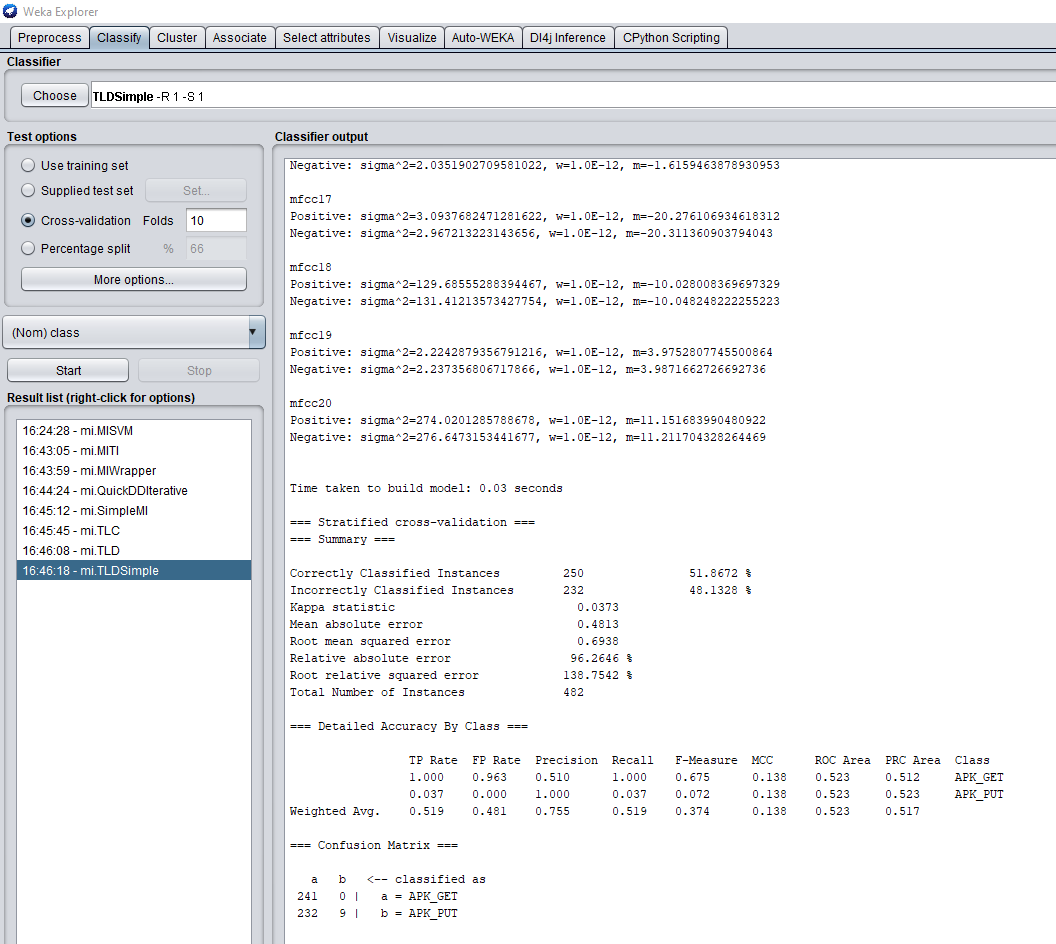 Weka Explorer
Preprocess Classify Cluster Associate Select attributes Visualize Auto-WEKA Dl4j Inference CPython Scripting
Classifier
Choose TLDSimple -R 1 -S 1
Test options
Use training set
Supplied test set Set...
Cross-validation Folds 10
Percentage split % 66
More options...
(Nom) class
Start Stop
Result list (right-click for options)
16:24:28 - mi.MISVM
16:43:05 - mi.MITI
16:43:59 - mi.MIWrapper
16:44:24 - mi.QuickDDIterative
16:45:12 - mi.SimpleMI
16:45:45 - mi.TLC
16:46:08 - mi.TLD
16:46:18 - mi.TLDSimple
Classifier output
Negative: sigma^2=2.0351902709581022, w=1.0E-12, m=-1.6159463878930953
mfcc17
Positive: sigma^2=3.0937682471281622, w=1.0E-12, m=-20.276106934618312
Negative: sigma^2=2.967213223143656, w=1.0E-12, m=-20.311360903794043
mfcc18
Positive: sigma^2=129.68555288394467, w=1.0E-12, m=-10.028008369697329
Negative: sigma^2=131.41213573427754, w=1.0E-12, m=-10.048248222255223
mfcc19
Positive: sigma^2=2.2242879356791216, w=1.0E-12, m=3.9752807745500864
Negative: sigma^2=2.237356806717866, w=1.0E-12, m=3.9871662726692736
mfcc20
Positive: sigma^2=274.0201285788678, w=1.0E-12, m=11.151683990480922
Negative: sigma^2=276.6473153441677, w=1.0E-12, m=11.211704328264469
Time taken to build model: 0.03 seconds
=== Stratified cross-validation ===
=== Summary ===
Correctly Classified Instances 250 51.8672 %
Incorrectly Classified Instances 232 48.1328 %
Kappa statistic 0.0373
Mean absolute error 0.4813
Root mean squared error 0.6938
Relative absolute error 96.2646 %
Root relative squared error 138.7542 %
Total Number of Instances 482
=== Detailed Accuracy By Class ===
TP Rate FP Rate Precision Recall F-Measure MCC ROC Area PRC Area Class
1.000 0.963 0.510 1.000 0.675 0.138 0.523 0.512 APK_GET
0.037 0.000 1.000 0.037 0.072 0.138 0.523 0.523 APK_PUT
Weighted Avg. 0.519 0.481 0.755 0.519 0.374 0.138 0.523 0.517
=== Confusion Matrix ===
a b <-- classified as
241 0 | a = APK_GET
232 9 | b = APK_PUT